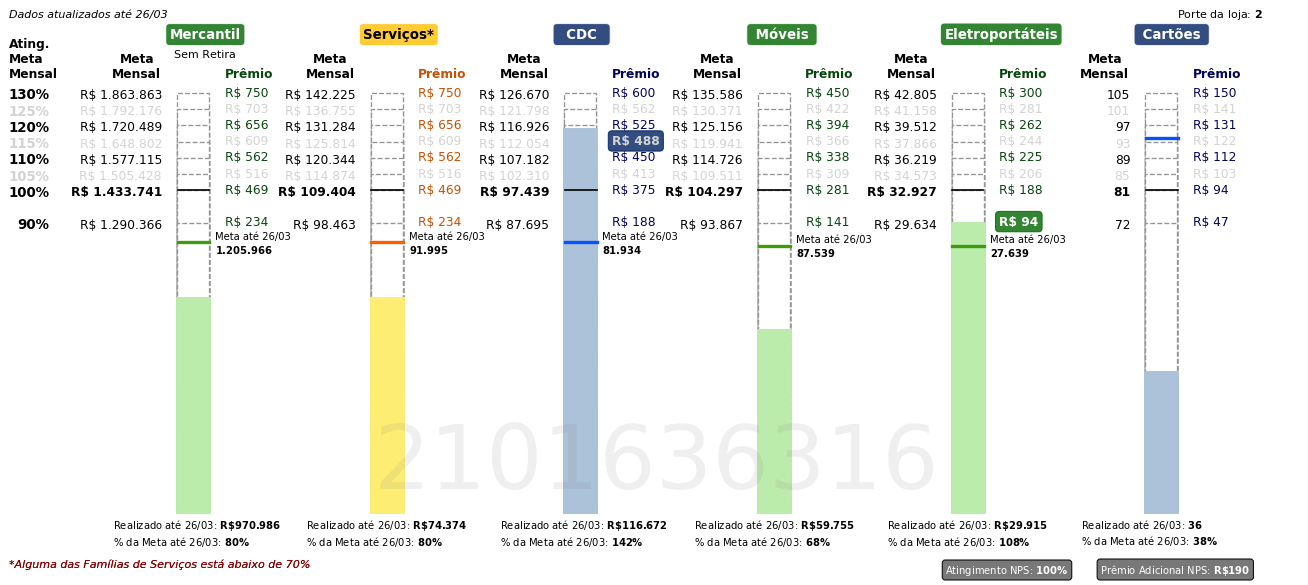 Dados atualizados até 26/03
Porte da loja: 2
Mercantil Serviços* CDC Móveis Eletroportáteis Cartões
Sem Retira
Ating. Meta Mensal
Meta Mensal Prêmio Meta Mensal Prêmio Meta Mensal Prêmio Meta Mensal Prêmio Meta Mensal Prêmio Meta Mensal Prêmio
130% R$ 1.863.863 R$ 750 R$ 142.225 R$ 750 R$ 126.670 R$ 600 R$ 135.586 R$ 450 R$ 42.805 R$ 300 105 R$ 150
125% R$ 1.792.176 R$ 703 R$ 136.755 R$ 703 R$ 121.798 R$ 562 R$ 130.371 R$ 422 R$ 41.158 R$ 281 101 R$ 141
120% R$ 1.720.489 R$ 656 R$ 131.284 R$ 656 R$ 116.926 R$ 525 R$ 125.156 R$ 394 R$ 39.512 R$ 262 97 R$ 131
115% R$ 1.648.802 R$ 609 R$ 125.814 R$ 609 R$ 112.054 R$ 488 R$ 119.941 R$ 366 R$ 37.866 R$ 244 93 R$ 122
110% R$ 1.577.115 R$ 562 R$ 120.344 R$ 562 R$ 107.182 R$ 450 R$ 114.726 R$ 338 R$ 36.219 R$ 225 89 R$ 112
105% R$ 1.505.428 R$ 516 R$ 114.874 R$ 516 R$ 102.310 R$ 413 R$ 109.511 R$ 309 R$ 34.573 R$ 206 85 R$ 103
100% R$ 1.433.741 R$ 469 R$ 109.404 R$ 469 R$ 97.439 R$ 375 R$ 104.297 R$ 281 R$ 32.927 R$ 188 81 R$ 94
90% R$ 1.290.366 R$ 234 R$ 98.463 R$ 234 R$ 87.695 R$ 188 R$ 93.867 R$ 141 R$ 29.634 R$ 94 72 R$ 47
Meta até 26/03 Meta até 26/03 Meta até 26/03 Meta até 26/03 Meta até 26/03
1.205.966 91.995 81.934 87.539 27.639
2101636316
Realizado até 26/03: R$970.986 Realizado até 26/03: R$74.374 Realizado até 26/03: R$116.672 Realizado até 26/03: R$59.755 Realizado até 26/03: R$29.915 Realizado até 26/03: 36
% da Meta até 26/03: 80% % da Meta até 26/03: 80% % da Meta até 26/03: 142% % da Meta até 26/03: 68% % da Meta até 26/03: 108% % da Meta até 26/03: 38%
*Alguma das Famílias de Serviços está abaixo de 70%
Atingimento NPS: 100% Prêmio Adicional NPS: R$190